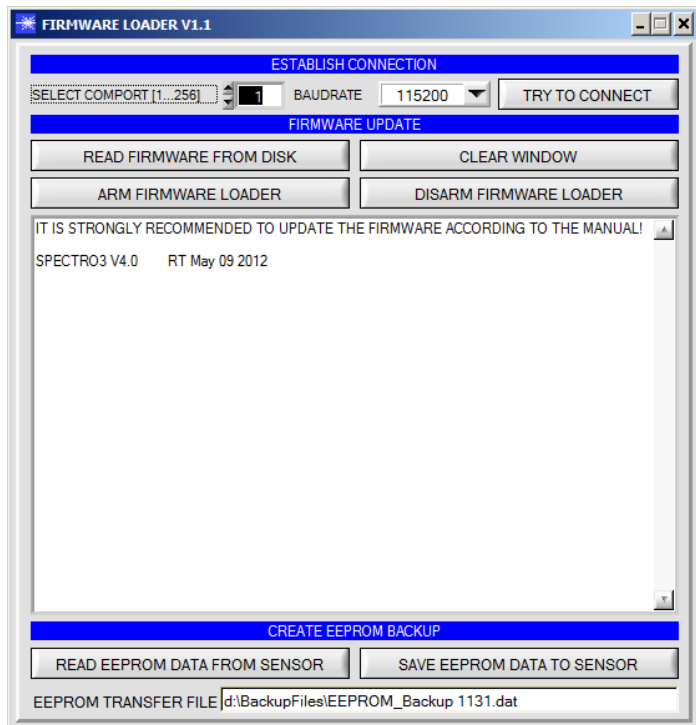 FIRMWARE LOADER V1.1
ESTABLISH CONNECTION
SELECT COMPORT [1...256] 1 BAUDRATE 115200 TRY TO CONNECT
FIRMWARE UPDATE
READ FIRMWARE FROM DISK CLEAR WINDOW
ARM FIRMWARE LOADER DISARM FIRMWARE LOADER
IT IS STRONGLY RECOMMENDED TO UPDATE THE FIRMWARE ACCORDING TO THE MANUAL!
SPECTRO3 V4.0 RT May 09 2012
CREATE EEPROM BACKUP
READ EEPROM DATA FROM SENSOR SAVE EEPROM DATA TO SENSOR
EEPROM TRANSFER FILE d:\BackupFiles\EEPROM_Backup 1131.dat